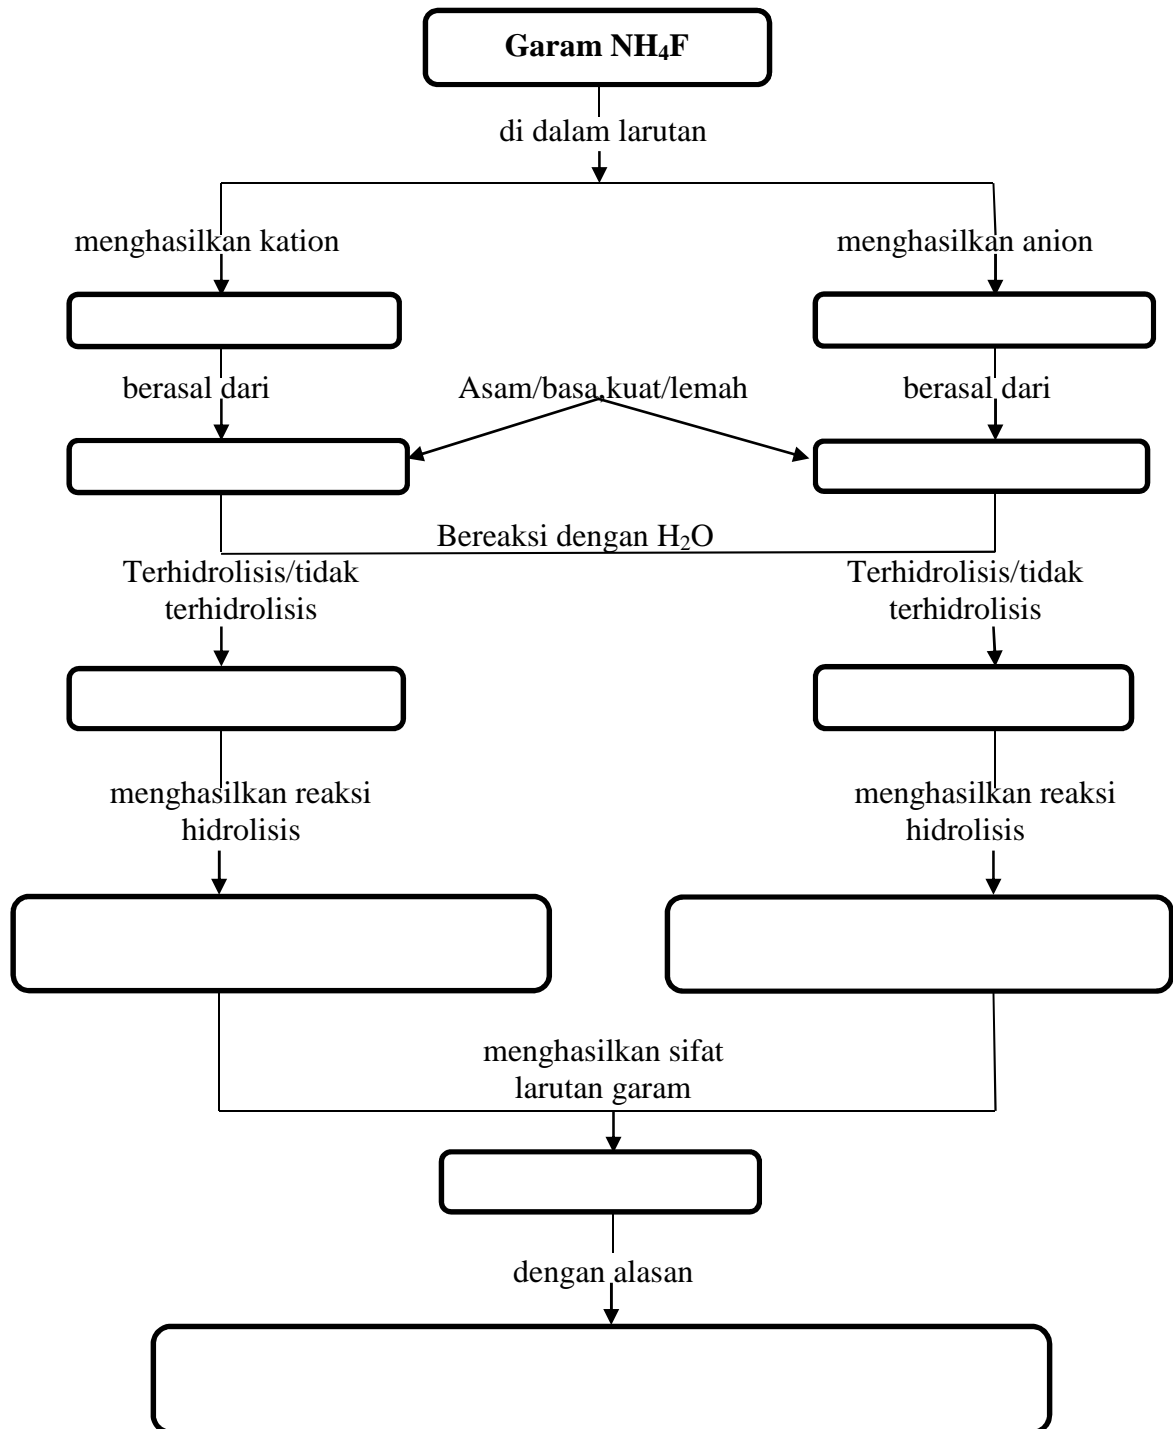 Garam NH₄F
di dalam larutan
menghasilkan kation
menghasilkan anion
berasal dari
Asam/basa,kuat/lemah
berasal dari
Bereaksi dengan H₂O
Terhidrolisis/tidak
terhidrolisis
Terhidrolisis/tidak
terhidrolisis
menghasilkan reaksi
hidrolisis
menghasilkan reaksi
hidrolisis
menghasilkan sifat
larutan garam
dengan alasan